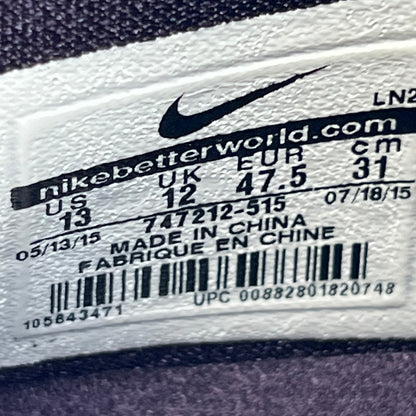 LN2
nikebetterworld.com
US UK EUR cm
13 12 47.5 31
05/13/15 747212-515 07/18/15
MADE IN CHINA
FABRIQUE EN CHINE
105643471 UPC 00882801820748